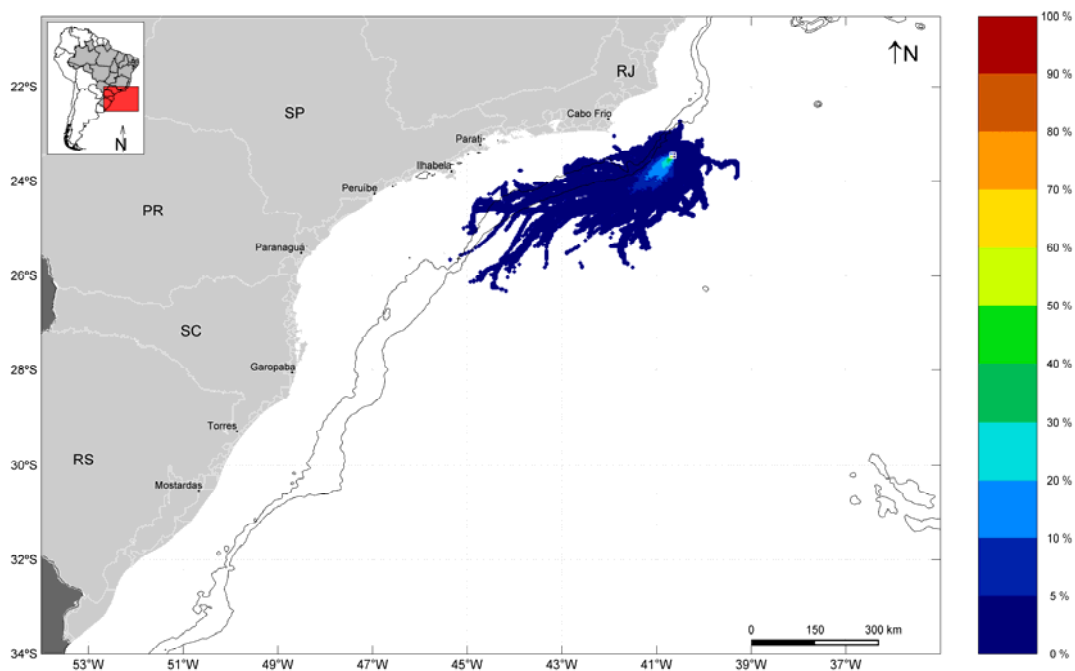 N
N
RJ
SP
PR
SC
RS
Cabo Frio
Parati
Ilhabela
Peruíbe
Paranaguá
Garopaba
Torres
Mostardas
22°S
24°S
26°S
28°S
30°S
32°S
34°S
53°W
51°W
49°W
47°W
45°W
43°W
41°W
39°W
37°W
0
150
300 km
100 %
90 %
80 %
70 %
60 %
50 %
40 %
30 %
20 %
10 %
5 %
0 %